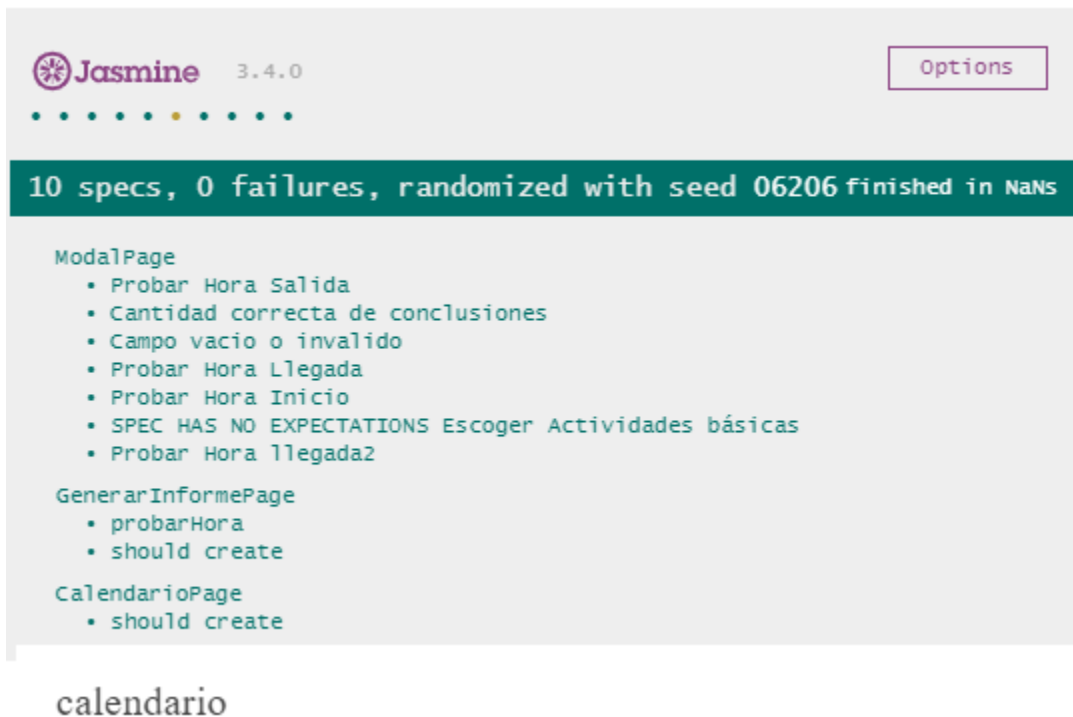 Jasmine 3.4.0 Options
10 specs, 0 failures, randomized with seed 06206 finished in NaNs
ModalPage
• Probar Hora Salida
• Cantidad correcta de conclusiones
• Campo vacio o invalido
• Probar Hora Llegada
• Probar Hora Inicio
• SPEC HAS NO EXPECTATIONS Escoger Actividades básicas
• Probar Hora llegada2
GenerarInformePage
• probarHora
• should create
CalendarioPage
• should create
calendario